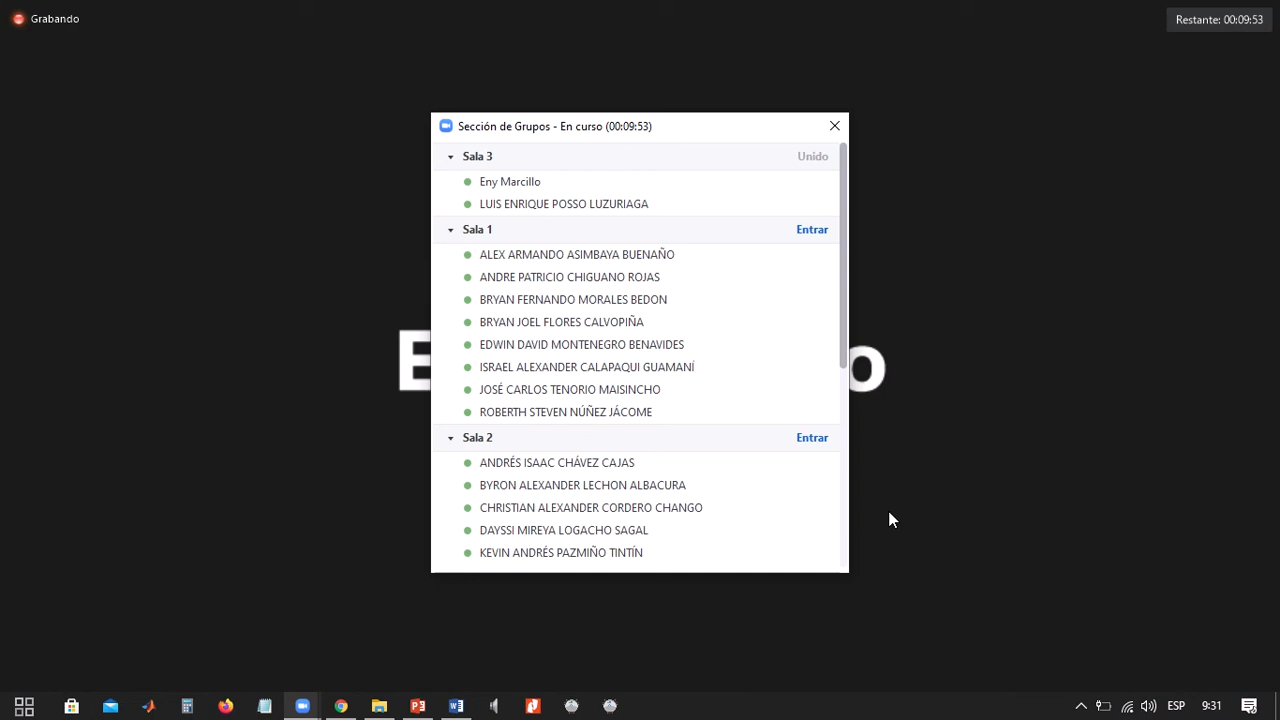 Grabando
Restante: 00:09:53
Sección de Grupos - En curso (00:09:53)
Sala 3 Unido
Eny Marcillo
LUIS ENRIQUE POSSO LUZURIAGA
Sala 1 Entrar
ALEX ARMANDO ASIMBAYA BUENAÑO
ANDRE PATRICIO CHIGUANO ROJAS
BRYAN FERNANDO MORALES BEDON
BRYAN JOEL FLORES CALVOPIÑA
EDWIN DAVID MONTENEGRO BENAVIDES
ISRAEL ALEXANDER CALAPAQUI GUAMANÍ
JOSÉ CARLOS TENORIO MAISINCHO
ROBERTH STEVEN NÚÑEZ JÁCOME
Sala 2 Entrar
ANDRÉS ISAAC CHÁVEZ CAJAS
BYRON ALEXANDER LECHON ALBACURA
CHRISTIAN ALEXANDER CORDERO CHANGO
DAYSSI MIREYA LOGACHO SAGAL
KEVIN ANDRÉS PAZMIÑO TINTÍN
ESP 9:31